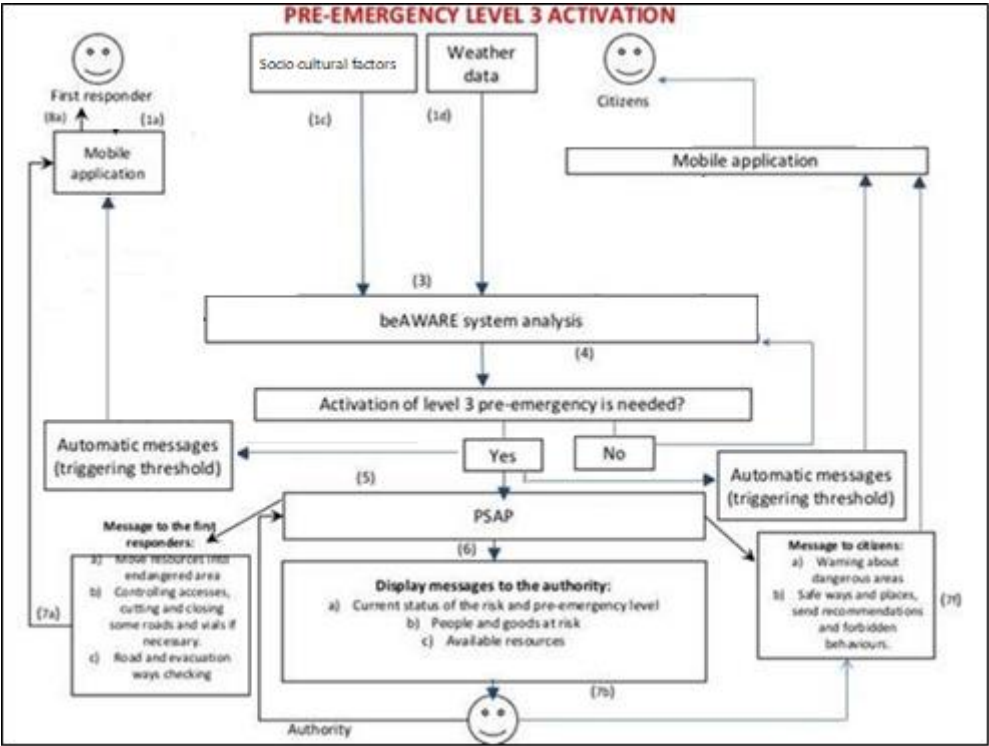 PRE-EMERGENCY LEVEL 3 ACTIVATION
First responder
(8a)
(1a)
Mobile
application
Socio cultural factors
Weather
data
(1c)
(1d)
Citizens
Mobile application
(3)
beAWARE system analysis
(4)
Activation of level 3 pre-emergency is needed?
Yes
No
Automatic messages
(triggering threshold)
Automatic messages
(triggering threshold)
(5)
PSAP
(6)
Message to the first
responders:
a) Move resources into
endangered area
b) Controlling accesses,
cutting and closing
some roads and vials if
necessary.
c) Road and evacuation
ways checking
(7a)
Display messages to the authority:
a) Current status of the risk and pre-emergency level
b) People and goods at risk
c) Available resources
(7b)
Message to citizens:
a) Warning about
dangerous areas
b) Safe ways and places,
send recommendations
and forbidden
behaviours.
(7f)
Authority